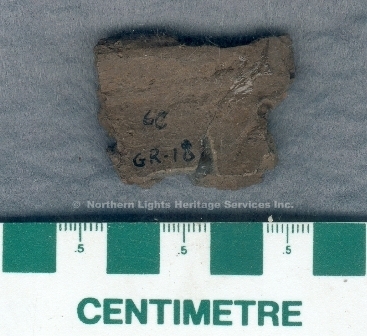 6C
GR-18
© Northern Lights Heritage Services Inc.
.5 .5 .5
CENTIMETRE